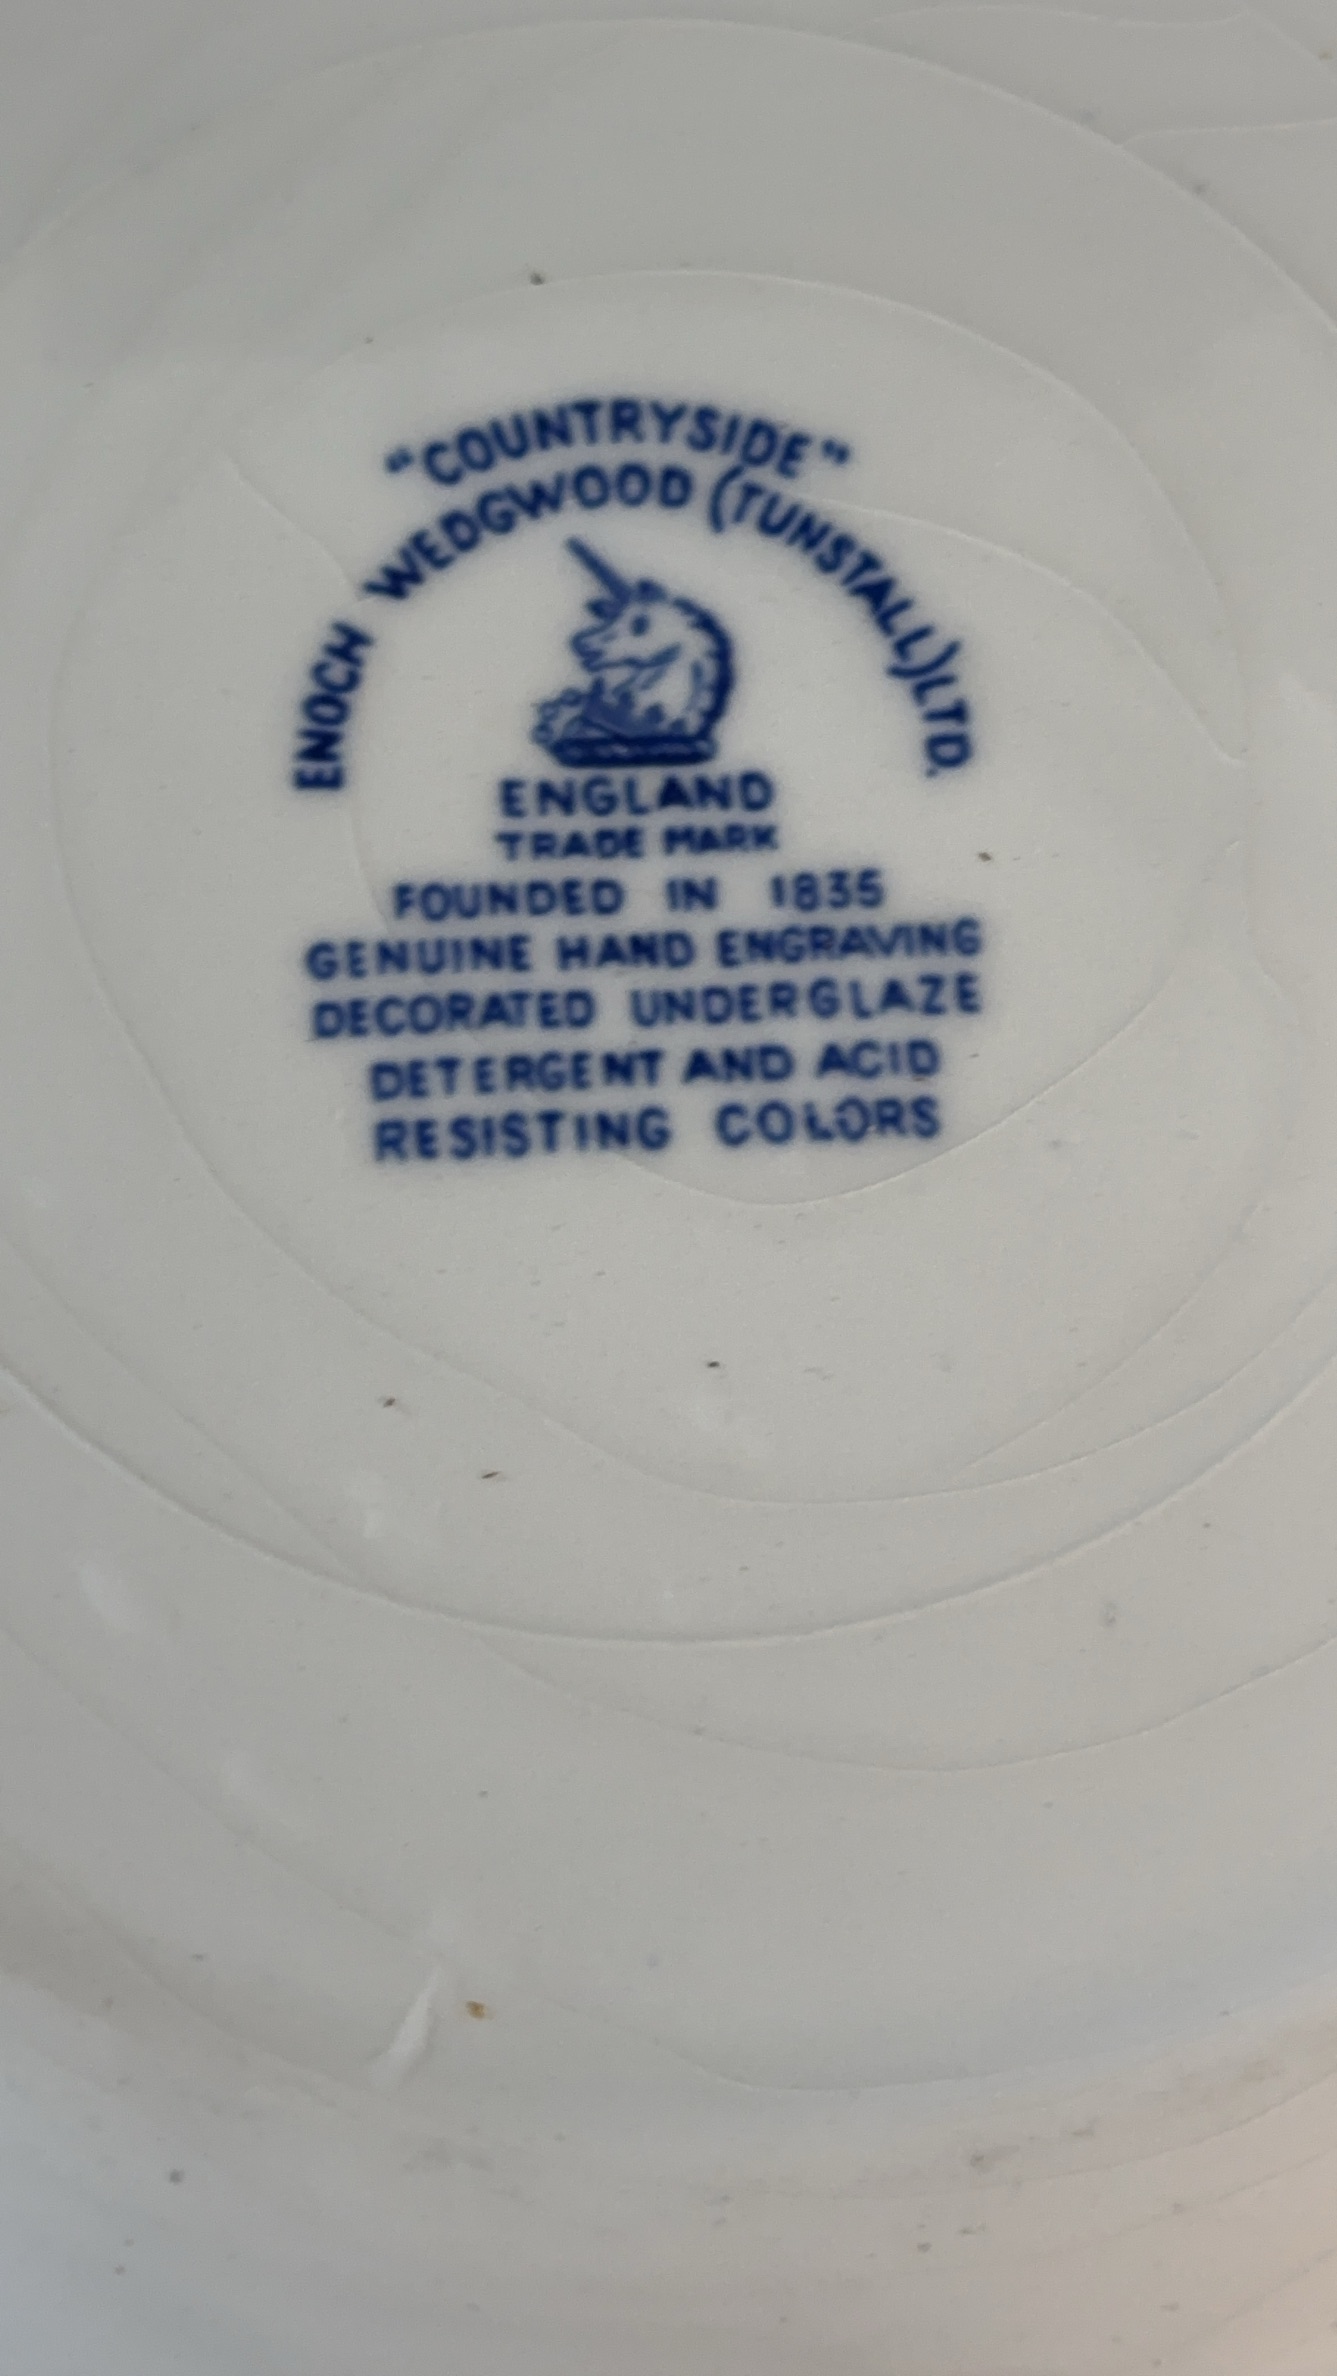 "COUNTRYSIDE"
ENOCH WEDGWOOD (TUNSTALL) LTD.
ENGLAND
TRADE MARK
FOUNDED IN 1835
GENUINE HAND ENGRAVING
DECORATED UNDERGLAZE
DETERGENT AND ACID
RESISTING COLORS